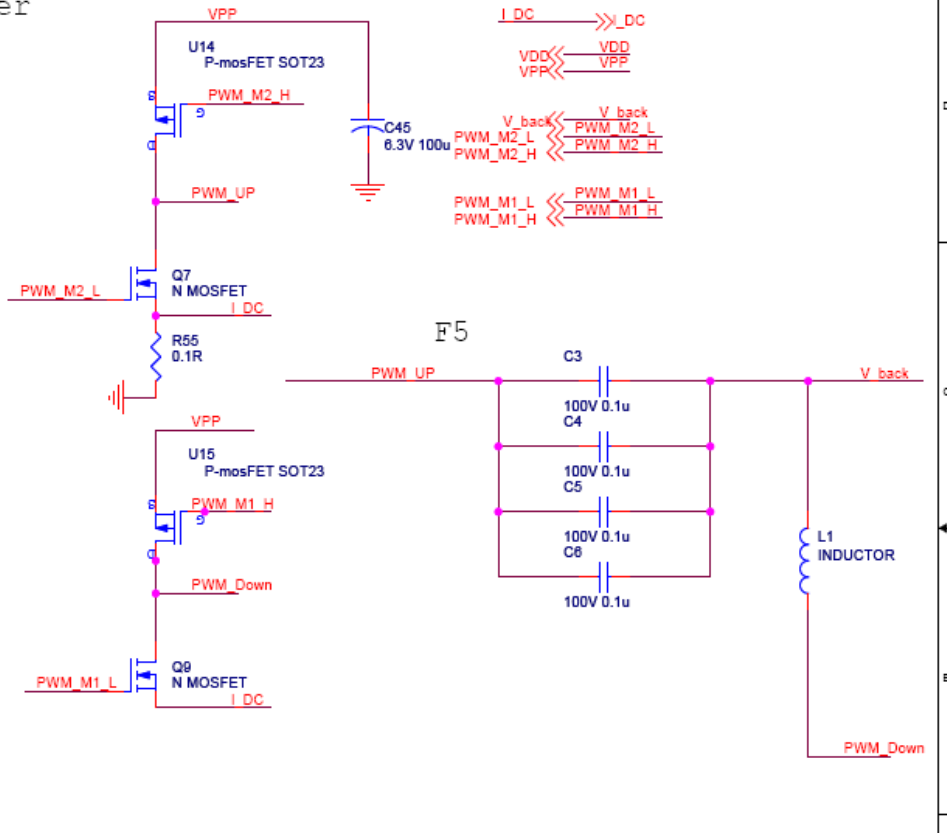 er
VPP
U14
P-mosFET SOT23
S
PWM_M2_H
G
D
C45
6.3V 100u
PWM_UP
Q7
N MOSFET
PWM_M2_L
I_DC
R55
0.1R
I_DC
I_DC
VDD
VDD
VPP
VPP
V_back
V_back
PWM_M2_L
PWM_M2_L
PWM_M2_H
PWM_M2_H
PWM_M1_L
PWM_M1_L
PWM_M1_H
PWM_M1_H
F5
VPP
U15
P-mosFET SOT23
S
PWM_M1_H
G
D
PWM_Down
Q9
N MOSFET
PWM_M1_L
I_DC
PWM_UP
C3
100V 0.1u
C4
100V 0.1u
C5
100V 0.1u
C6
100V 0.1u
V_back
L1
INDUCTOR
PWM_Down